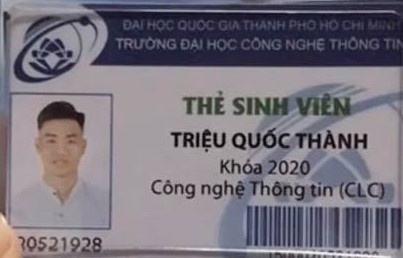 ĐẠI HỌC QUỐC GIA THÀNH PHỐ HỒ CHÍ MINH
TRƯỜNG ĐẠI HỌC CÔNG NGHỆ THÔNG TIN
THẺ SINH VIÊN
TRIỆU QUỐC THÀNH
Khóa 2020
Công nghệ Thông tin (CLC)
20521928